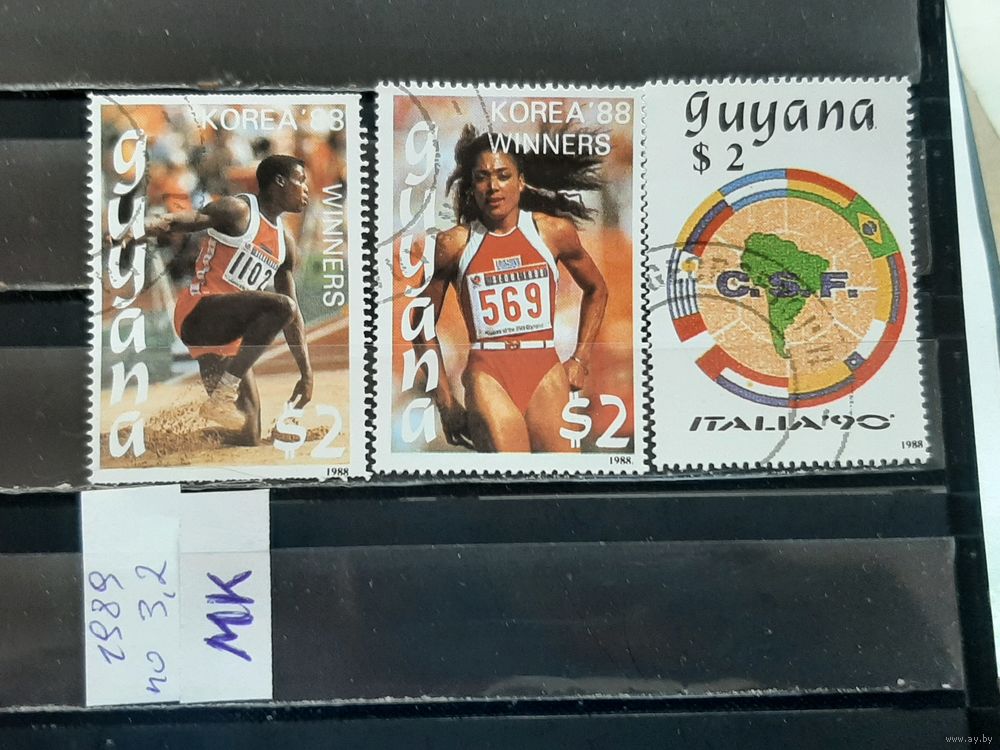 guyana
KOREA '88
WINNERS
1102
$2
1988
guyana
KOREA '88
WINNERS
569
$2
1988
guyana
$ 2
C.S.F.
ITALIA '90
1988
1989
по 3,2
МК
www.ay.by